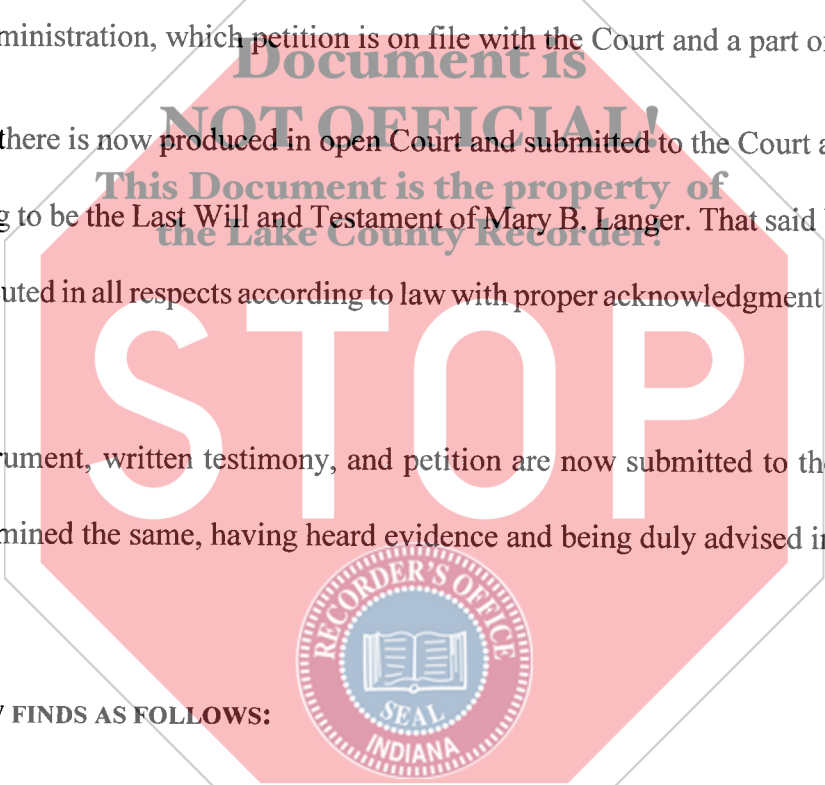 ministration, which petition is on file with the Court and a part o
Document is
NOT OFFICIAL!
there is now produced in open Court and submitted to the Court a
This Document is the property of
g to be the Last Will and Testament of Mary B. Langer. That said
the Lake County Recorder!
uted in all respects according to law with proper acknowledgment
STOP
rument, written testimony, and petition are now submitted to th
mined the same, having heard evidence and being duly advised i
RECORDER'S OFFICE
SEAL
INDIANA
FINDS AS FOLLOWS: